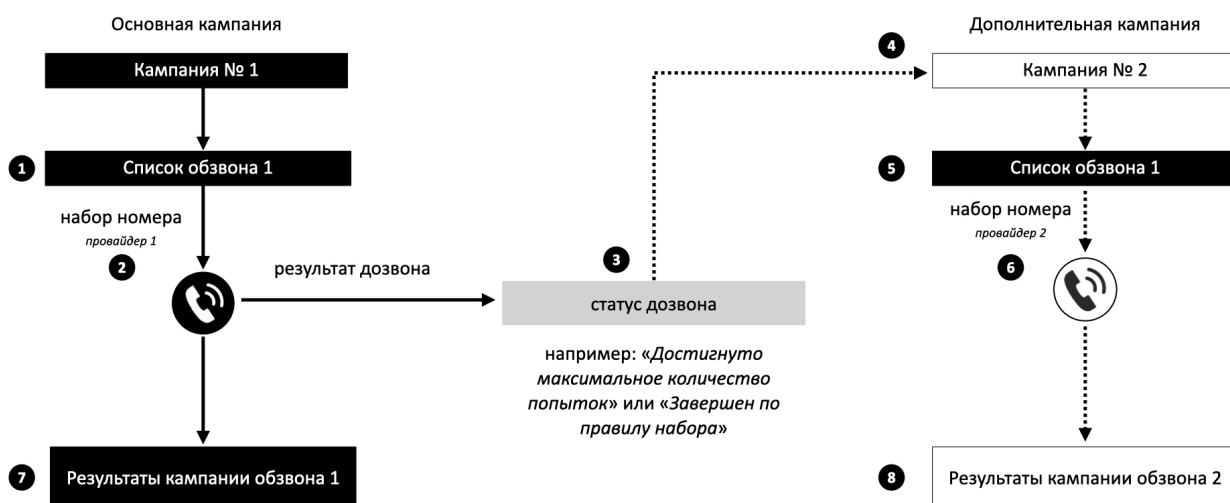 Основная кампания
Дополнительная кампания
4
Кампания № 1
Кампания № 2
1
Список обзвона 1
5
Список обзвона 1
набор номера
провайдер 1
2
результат дозвона
3
статус дозвона
например: «Достигнуто
максимальное количество
попыток» или «Завершен по
правилу набора»
набор номера
провайдер 2
6
7
Результаты кампании обзвона 1
8
Результаты кампании обзвона 2